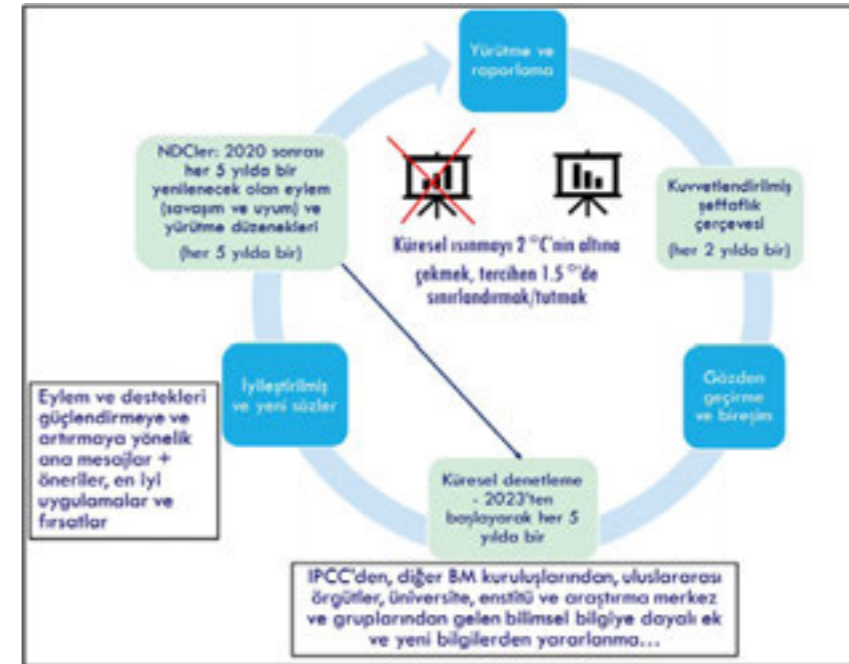 Yürütme ve
raporlama
NDCler: 2020 sonrası
her 5 yılda bir
yenilenecek olan eylem
(savaşım ve uyum) ve
yürütme düzenekleri
(her 5 yılda bir)
Küresel ısınmayı 2 °C'nin altına
çekmek, tercihen 1.5 °'de
sınırlandırmak/tutmak
Kuvvetlendirilmiş
şeffaflık
çerçevesi
(her 2 yılda bir)
İyileştirilmiş
ve yeni sözler
Gözden
geçirme
ve bireşim
Eylem ve destekleri
güçlendirmeye ve
artırmaya yönelik
ana mesajlar +
öneriler, en iyi
uygulamalar ve
fırsatlar
Küresel denetleme
- 2023'ten
başlayarak her 5
yılda bir
IPCC'den, diğer BM kuruluşlarından, uluslararası
örgütler, üniversite, enstitü ve araştırma merkez
ve gruplarından gelen bilimsel bilgiye dayalı ek
ve yeni bilgilerden yararlanma...